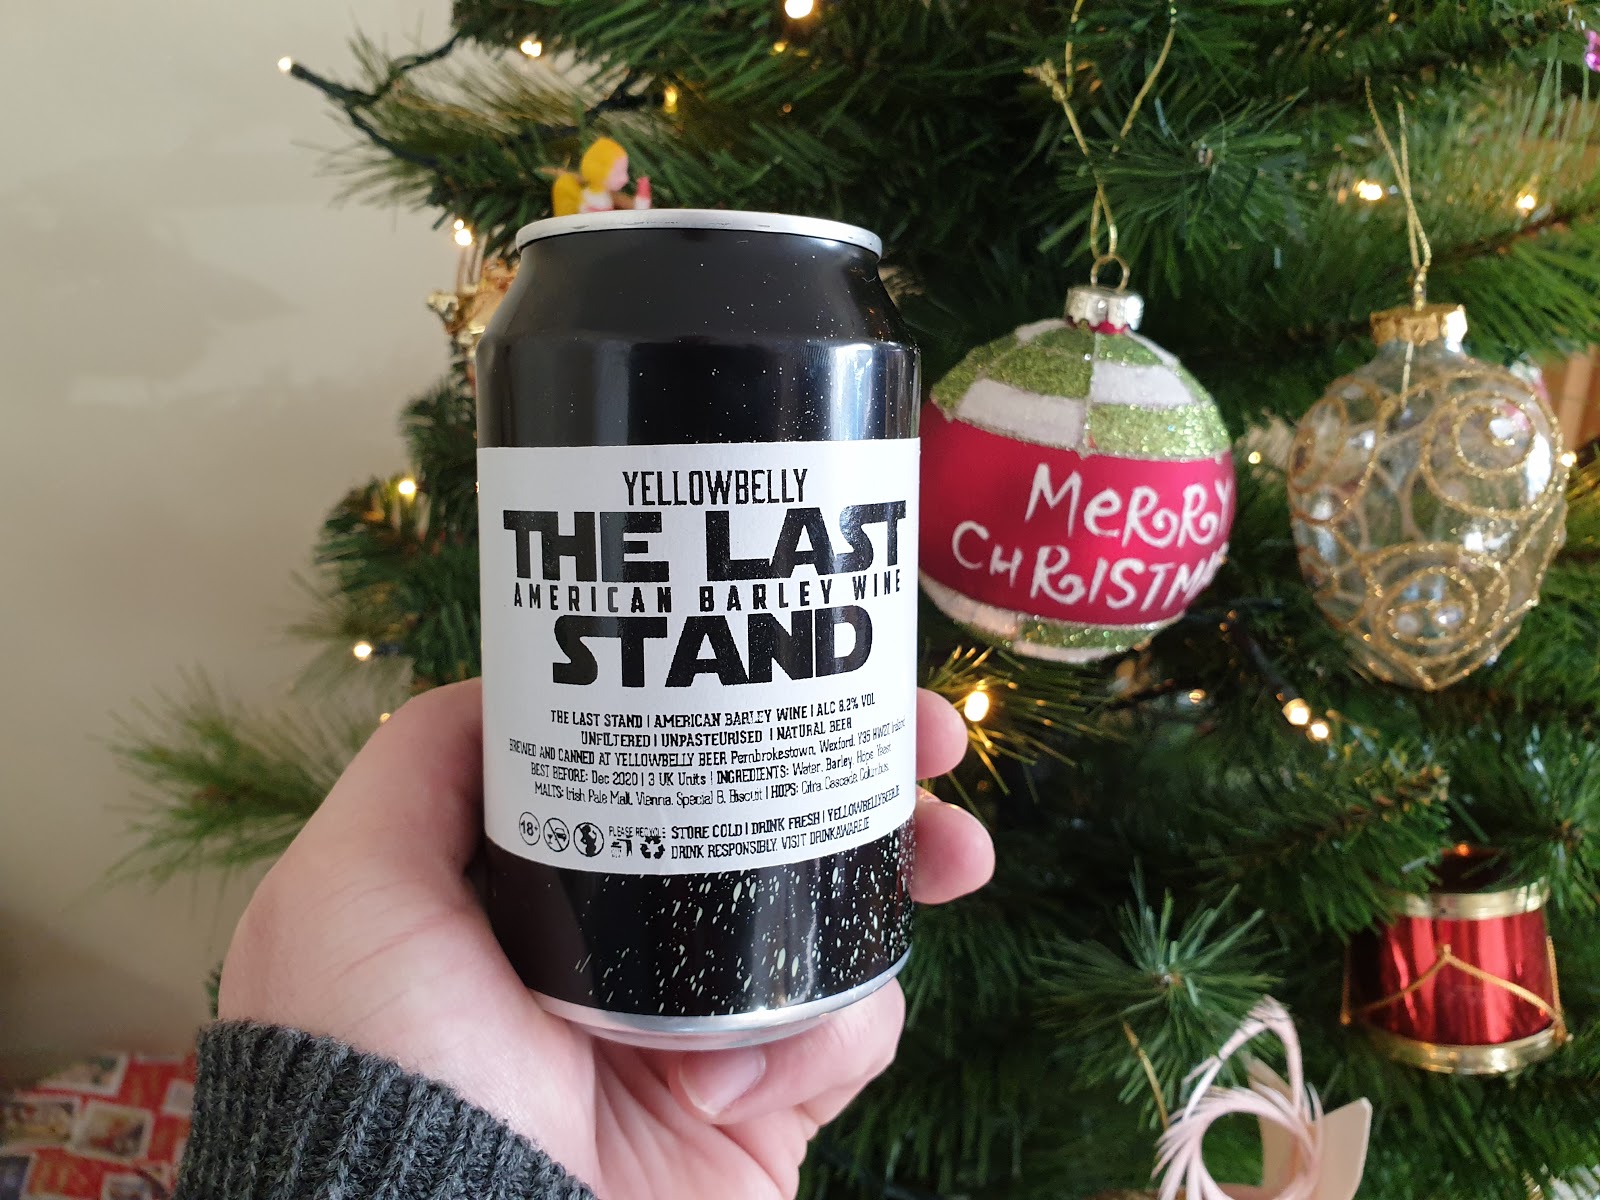 YELLOWBELLY
THE LAST
AMERICAN BARLEY WINE
STAND
THE LAST STAND | AMERICAN BARLEY WINE | ALC 8.2% VOL
UNFILTERED | UNPASTEURISED | NATURAL BEER
BREWED AND CANNED AT YELLOWBELLY BEER Pembrokestown, Wexford, Y35 HW27, Ireland
BEST BEFORE: Dec 2020 | 3 UK Units | INGREDIENTS: Water, Barley, Hops, Yeast.
MALTS: Irish Pale Malt, Vienna, Special B, Biscuit | HOPS: Citra, Cascade, Columbus.
18+
PLEASE RECYCLE
STORE COLD | DRINK FRESH | YELLOWBELLYBEER.IE
DRINK RESPONSIBLY. VISIT DRINKAWARE.IE
MeRRY
CHRISTMA